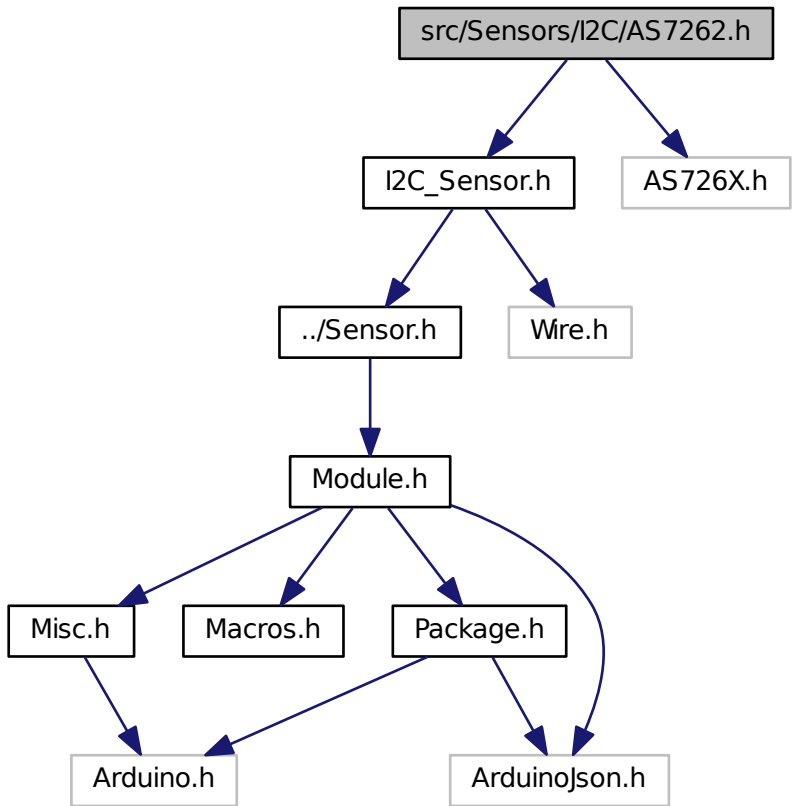 src/Sensors/I2C/AS7262.h
I2C_Sensor.h
AS726X.h
../Sensor.h
Wire.h
Module.h
Misc.h
Macros.h
Package.h
Arduino.h
ArduinoJson.h